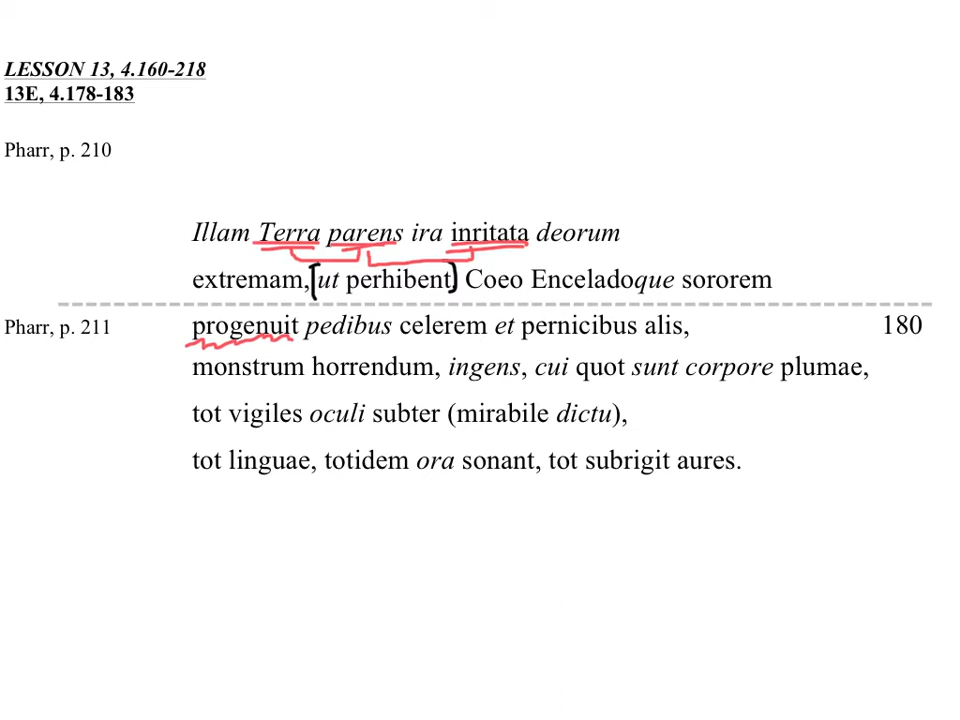 LESSON 13, 4.160-218
13E, 4.178-183
Pharr, p. 210
Illam Terra parens ira inritata deorum
extremam, [ut perhibent] Coeo Enceladoque sororem
Pharr, p. 211 progenuit pedibus celerem et pernicibus alis, 180
monstrum horrendum, ingens, cui quot sunt corpore plumae,
tot vigiles oculi subter (mirabile dictu),
tot linguae, totidem ora sonant, tot subrigit aures.